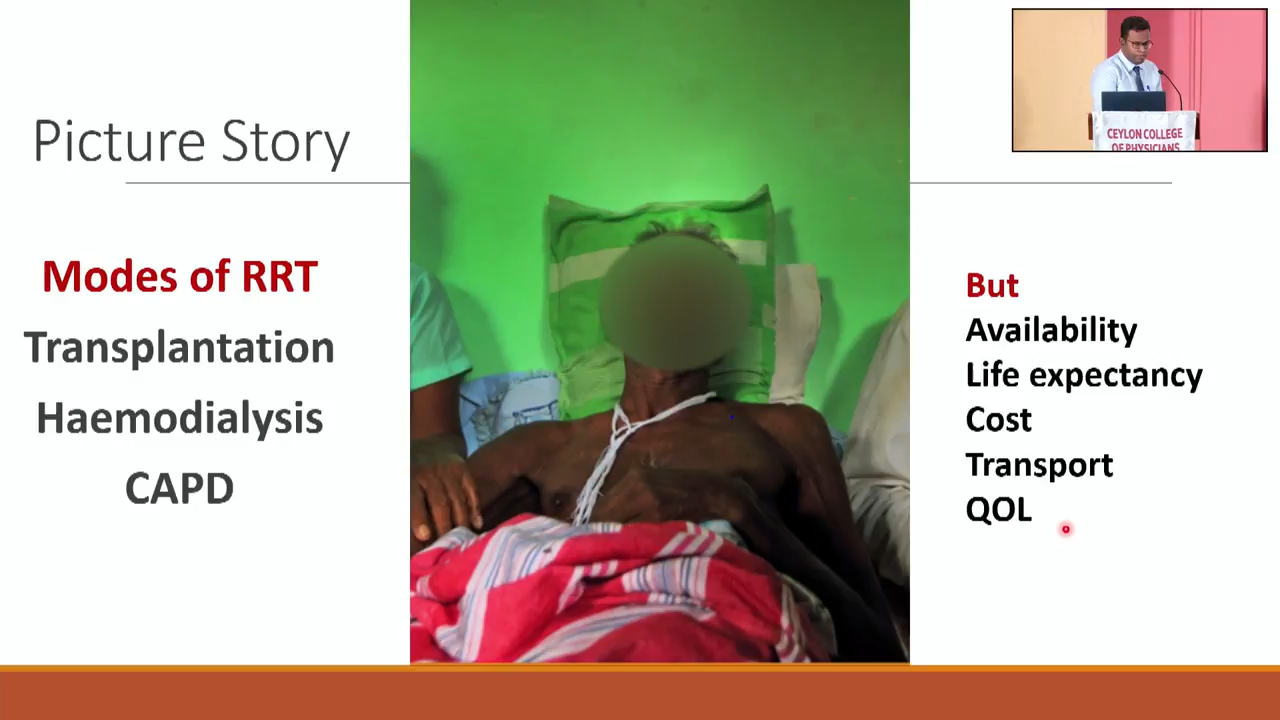 Picture Story
Modes of RRT
Transplantation
Haemodialysis
CAPD
But
Availability
Life expectancy
Cost
Transport
QOL
CEYLON COLLEGE
OF PHYSICIANS